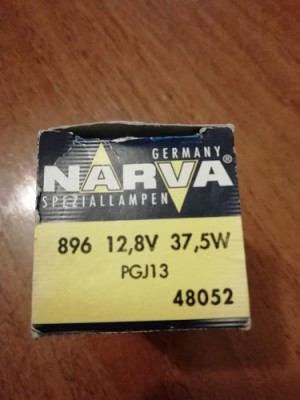 GERMANY
NARVA®
SPEZIALLAMPEN
896 12,8V 37,5W
PGJ13
48052